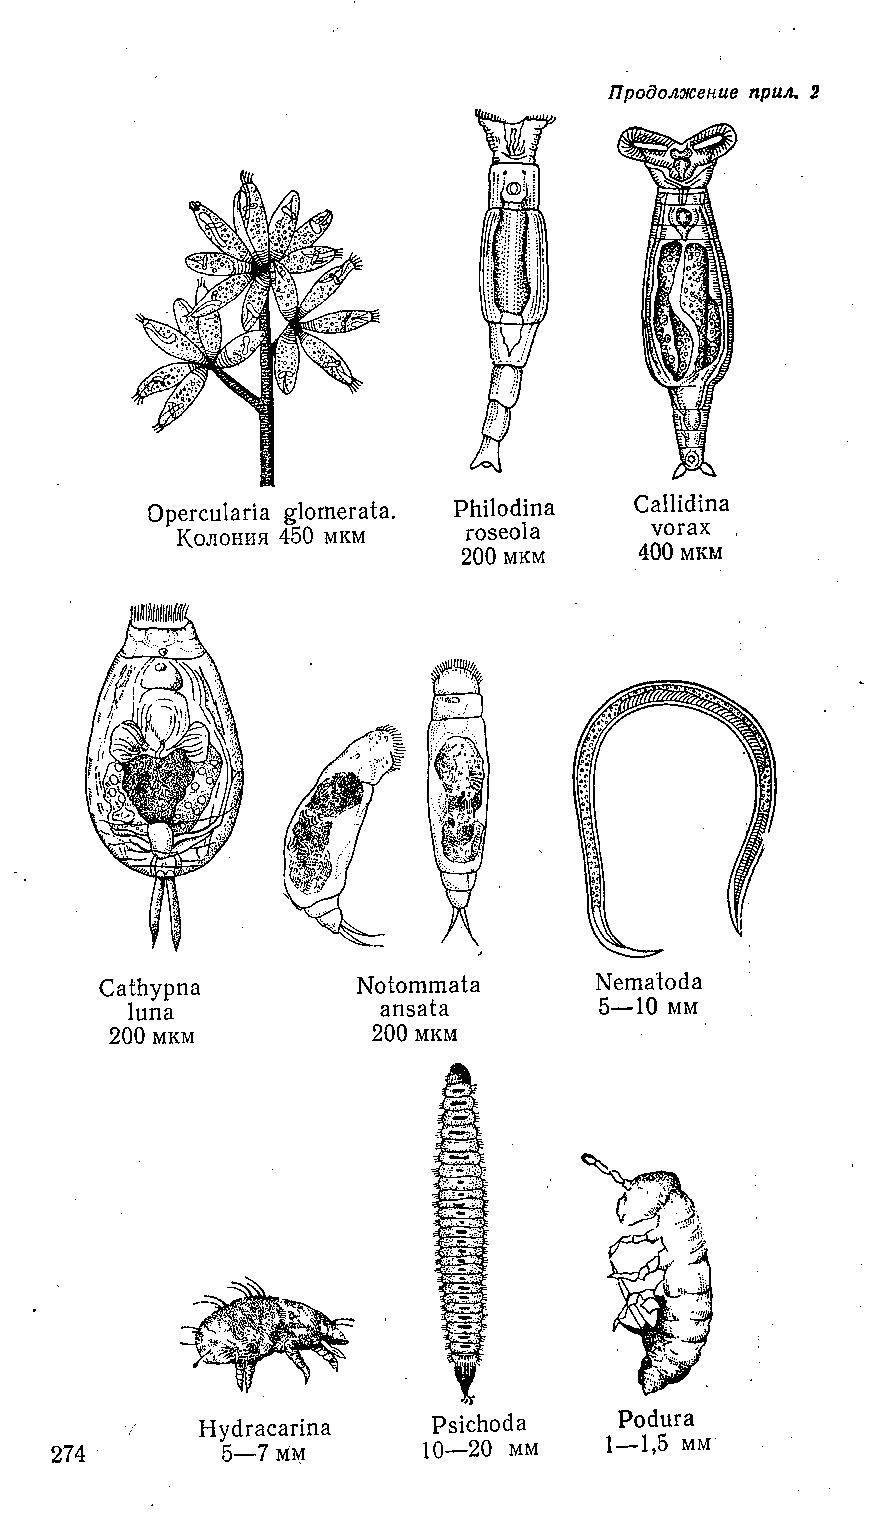 Продолжение прил. 2
Opercularia glomerata.
Колония 450 мкм
Philodina
roseola
200 мкм
Callidina
vorax
400 мкм
Cathypna
luna
200 мкм
Notommata
ansata
200 мкм
Nematoda
5—10 мм
Hydracarina
5—7 мм
Psichoda
10—20 мм
Podura
1—1,5 мм
274